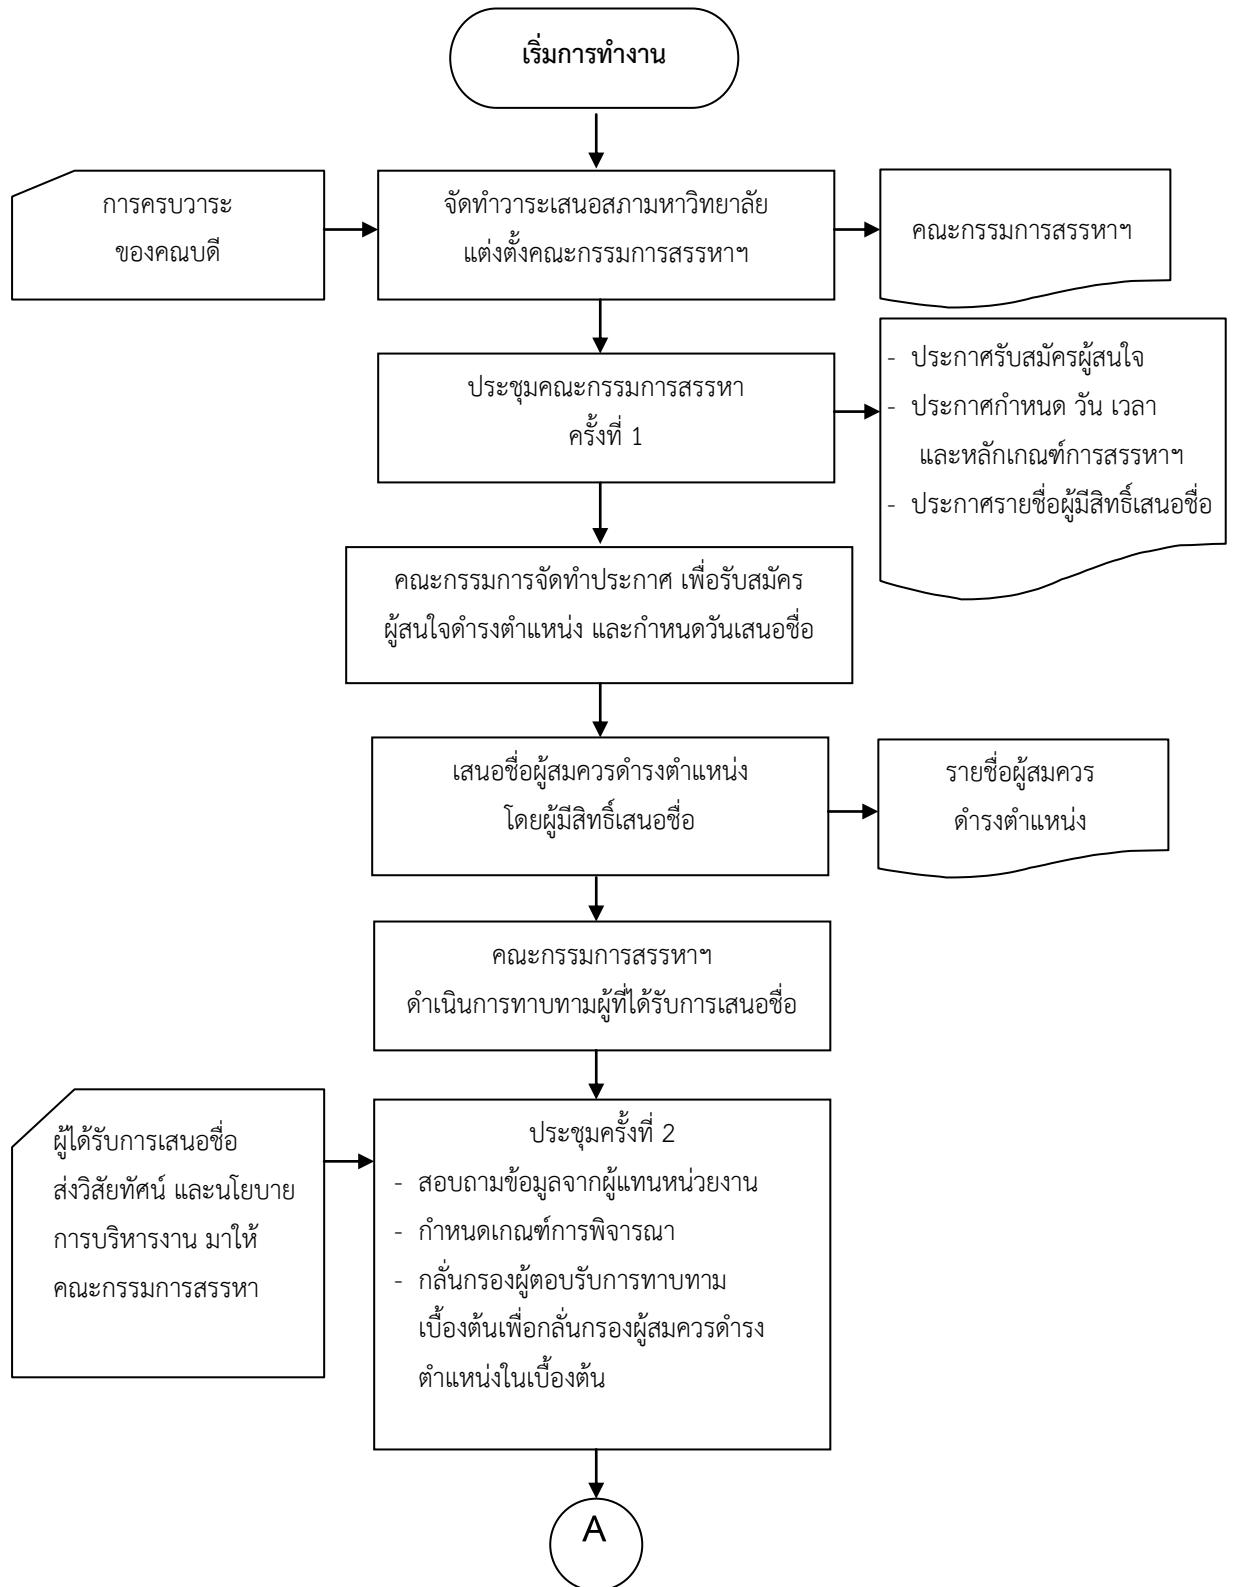 เริ่มการทำงาน
การครบวาระ
ของคณบดี
จัดทำวาระเสนอสภามหาวิทยาลัย
แต่งตั้งคณะกรรมการสรรหาฯ
คณะกรรมการสรรหาฯ
ประชุมคณะกรรมการสรรหา
ครั้งที่ 1
- ประกาศรับสมัครผู้สนใจ
- ประกาศกำหนด วัน เวลา
และหลักเกณฑ์การสรรหาฯ
- ประกาศรายชื่อผู้มีสิทธิ์เสนอชื่อ
คณะกรรมการจัดทำประกาศ เพื่อรับสมัคร
ผู้สนใจดำรงตำแหน่ง และกำหนดวันเสนอชื่อ
เสนอชื่อผู้สมควรดำรงตำแหน่ง
โดยผู้มีสิทธิ์เสนอชื่อ
รายชื่อผู้สมควร
ดำรงตำแหน่ง
คณะกรรมการสรรหาฯ
ดำเนินการทาบทามผู้ที่ได้รับการเสนอชื่อ
ผู้ได้รับการเสนอชื่อ
ส่งวิสัยทัศน์ และนโยบาย
การบริหารงาน มาให้
คณะกรรมการสรรหา
ประชุมครั้งที่ 2
- สอบถามข้อมูลจากผู้แทนหน่วยงาน
- กำหนดเกณฑ์การพิจารณา
- กลั่นกรองผู้ตอบรับการทาบทาม
เบื้องต้นเพื่อกลั่นกรองผู้สมควรดำรง
ตำแหน่งในเบื้องต้น
A